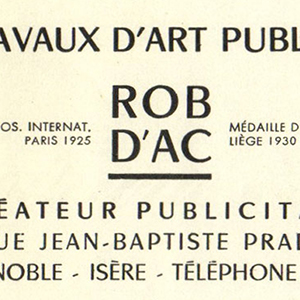 AVAUX D'ART PUBL
ROB
D'AC
OS. INTERNAT.
PARIS 1925
MÉDAILLE D
LIÈGE 1930
ÉATEUR PUBLICITA
UE JEAN-BAPTISTE PRA
NOBLE - ISÈRE - TÉLÉPHONE